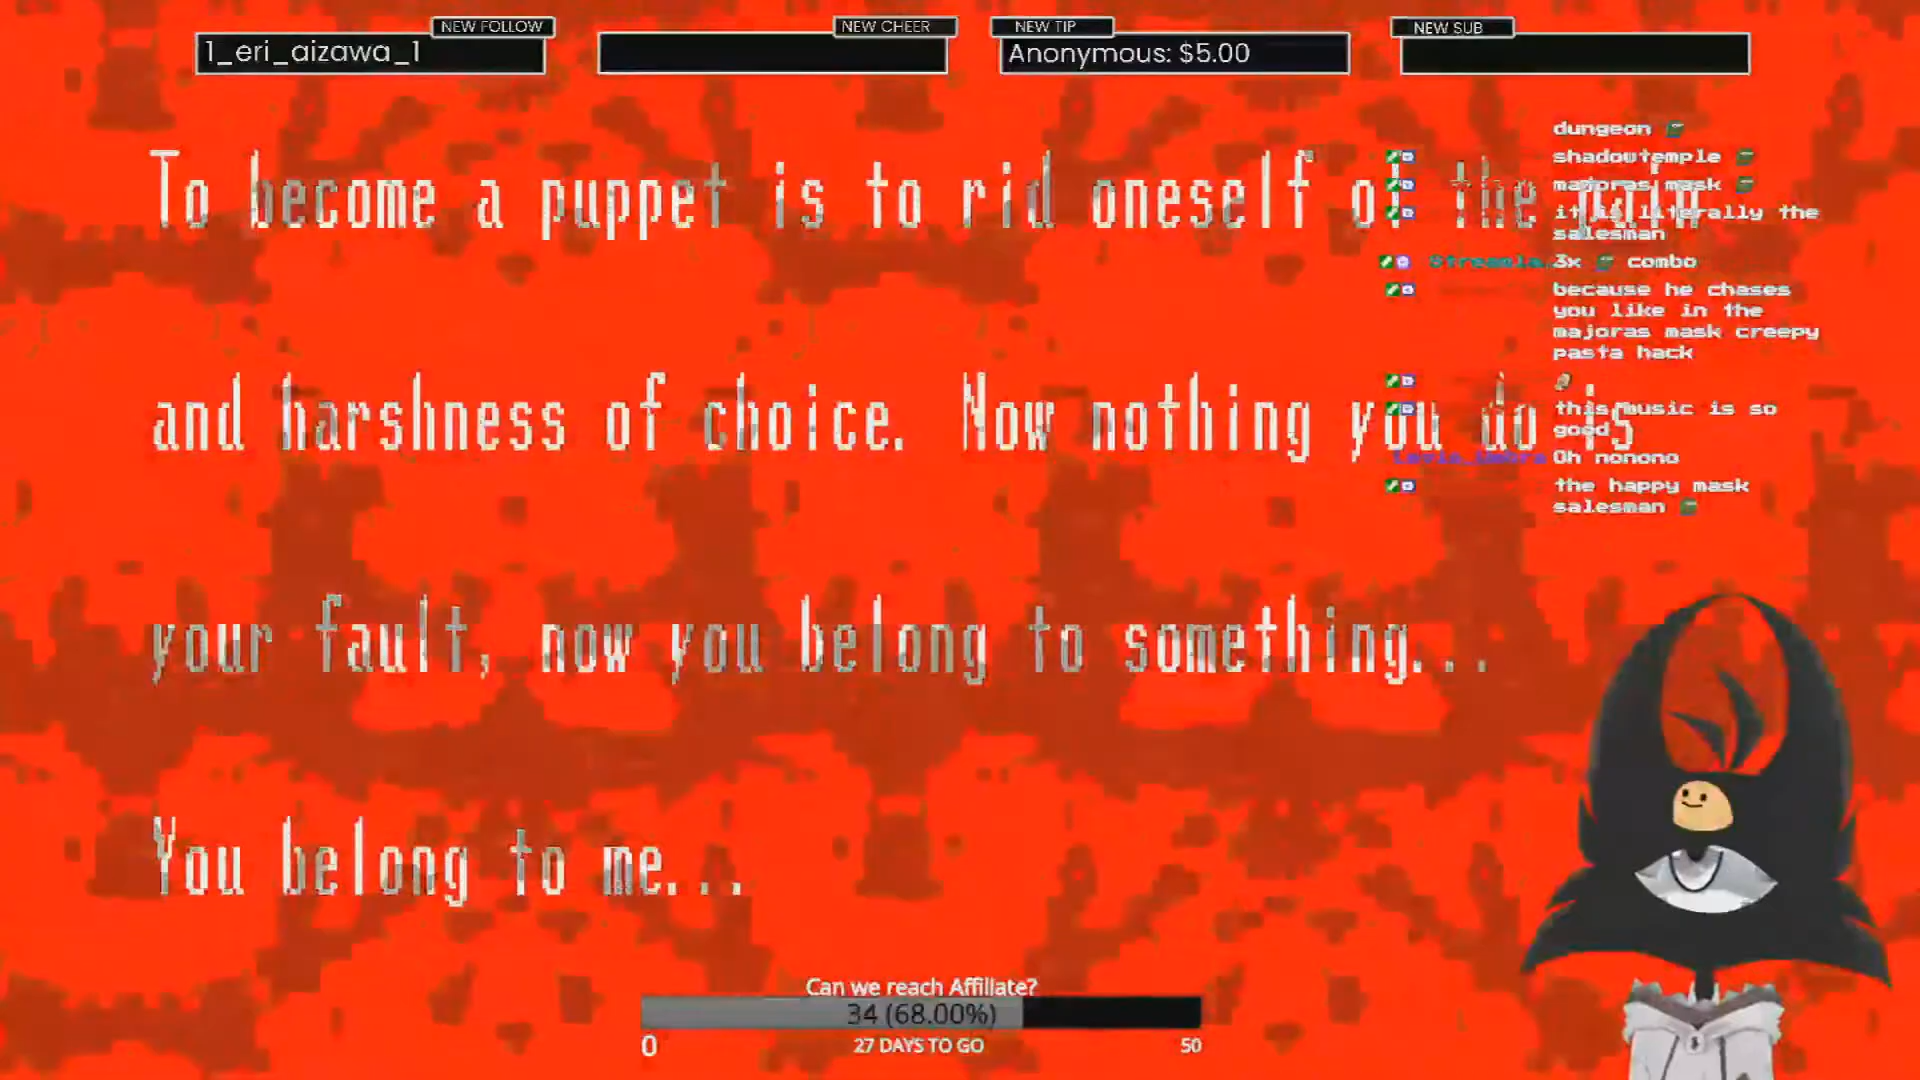 NEW FOLLOW
1_eri_aizawa_1
NEW CHEER
NEW TIP
Anonymous: $5.00
NEW SUB
To become a puppet is to rid oneself of the pain
and harshness of choice. Now nothing you do is
your fault, now you belong to something...
You belong to me...
dungeon
shadowtemple
majoras mask
it is literally the
salesman
3x combo
because he chases
you like in the
majoras mask creepy
pasta hack
this music is so
good
Oh nonono
the happy mask
salesman
Can we reach Affiliate?
34 (68.00%)
0
27 DAYS TO GO
50